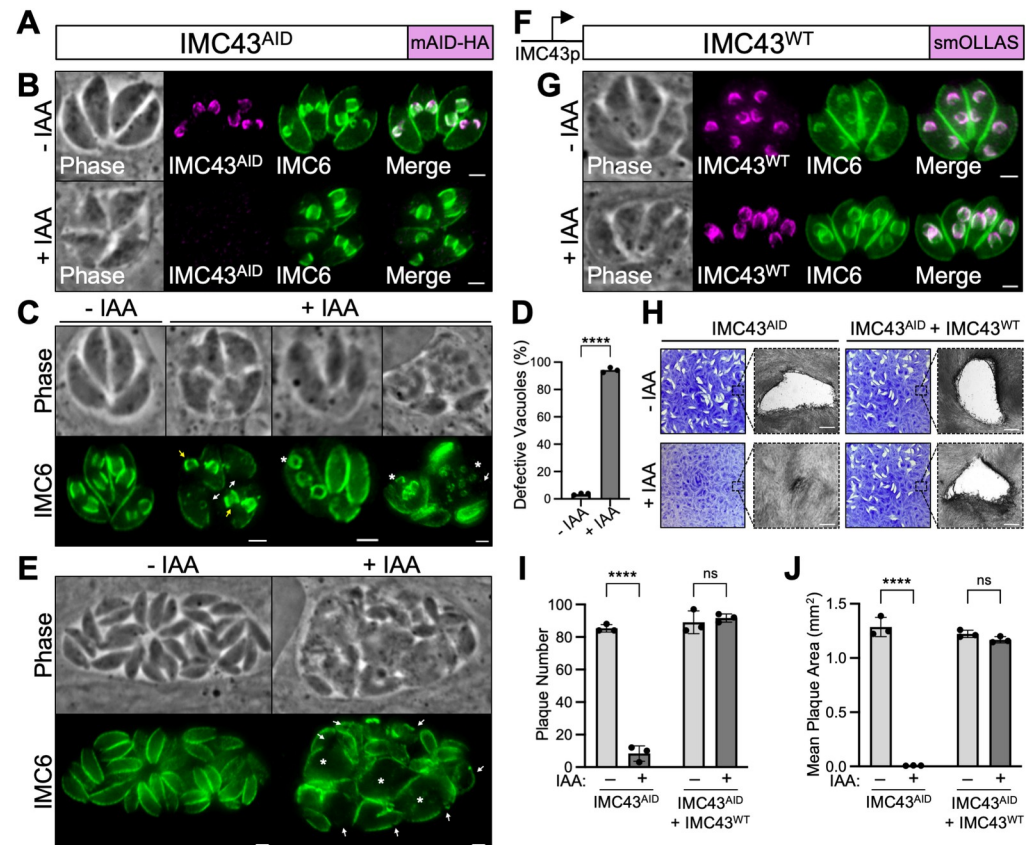 A
IMC43AID
mAID-HA
B
- IAA
Phase
IMC43AID
IMC6
Merge
+ IAA
Phase
IMC43AID
IMC6
Merge
C
- IAA
+ IAA
Phase
IMC6
*
*
*
D
Defective Vacuoles (%)
****
100
80
60
40
20
0
- IAA
+ IAA
E
- IAA
+ IAA
Phase
IMC6
*
*
*
F
IMC43p
IMC43WT
smOLLAS
G
- IAA
Phase
IMC43WT
IMC6
Merge
+ IAA
Phase
IMC43WT
IMC6
Merge
H
IMC43AID
IMC43AID + IMC43WT
- IAA
+ IAA
I
Plaque Number
****
ns
100
80
60
40
20
0
IAA: – + – +
IMC43AID
IMC43AID
+ IMC43WT
J
Mean Plaque Area (mm2)
****
ns
1.5
1.0
0.5
0.0
IAA: – + – +
IMC43AID
IMC43AID
+ IMC43WT